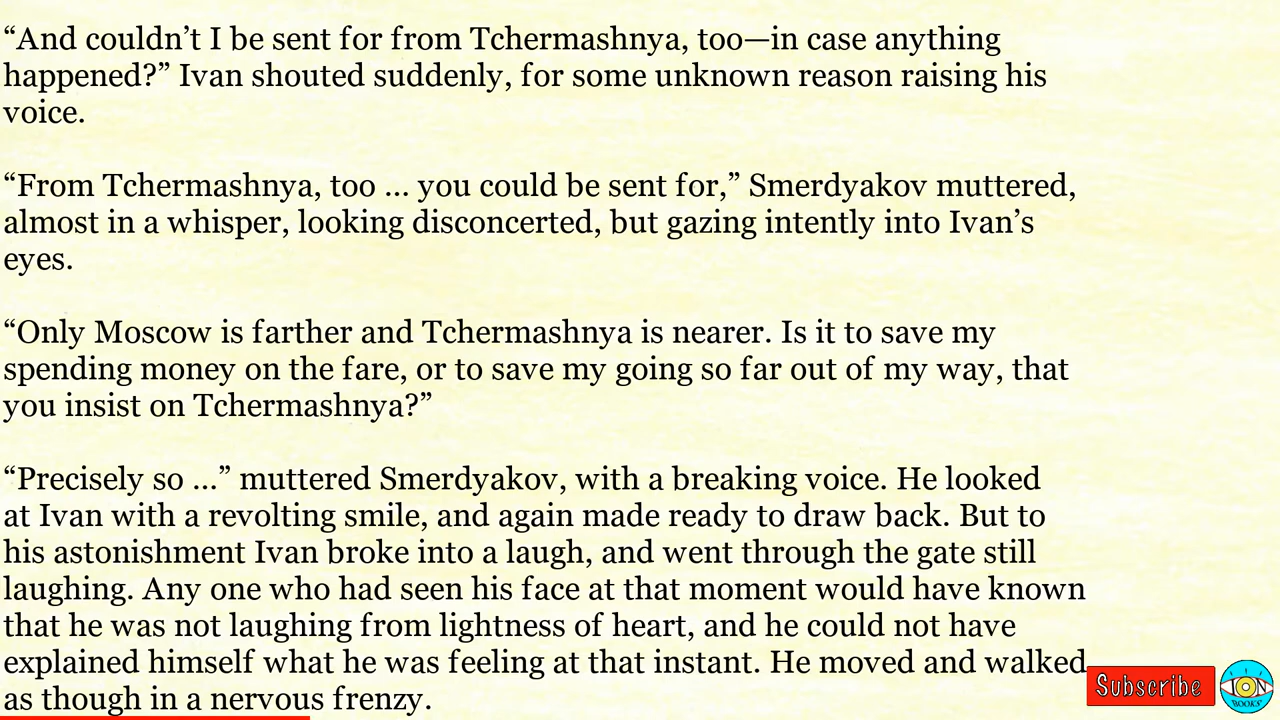 “And couldn’t I be sent for from Tchermashnya, too—in case anything
happened?” Ivan shouted suddenly, for some unknown reason raising his
voice.
“From Tchermashnya, too ... you could be sent for,” Smerdyakov muttered,
almost in a whisper, looking disconcerted, but gazing intently into Ivan’s
eyes.
“Only Moscow is farther and Tchermashnya is nearer. Is it to save my
spending money on the fare, or to save my going so far out of my way, that
you insist on Tchermashnya?”
“Precisely so ...” muttered Smerdyakov, with a breaking voice. He looked
at Ivan with a revolting smile, and again made ready to draw back. But to
his astonishment Ivan broke into a laugh, and went through the gate still
laughing. Any one who had seen his face at that moment would have known
that he was not laughing from lightness of heart, and he could not have
explained himself what he was feeling at that instant. He moved and walked
as though in a nervous frenzy.
Subscribe
ION
BOOKS